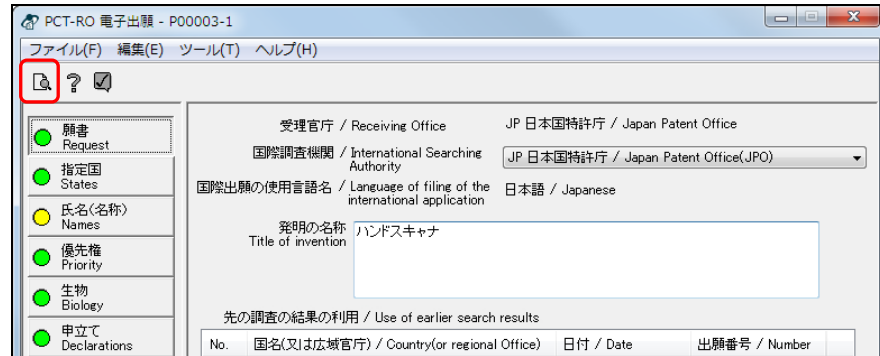 PCT-RO 電子出願 - P00003-1
ファイル(F) 編集(E) ツール(T) ヘルプ(H)
願書
Request
指定国
States
氏名(名称)
Names
優先権
Priority
生物
Biology
申立て
Declarations
受理官庁 / Receiving Office JP 日本国特許庁 / Japan Patent Office
国際調査機関 / International Searching
Authority
JP 日本国特許庁 / Japan Patent Office(JPO)
国際出願の使用言語名 / Language of filing of the
international application
日本語 / Japanese
発明の名称
Title of invention
ハンドスキャナ
先の調査の結果の利用 / Use of earlier search results
No. 国名(又は広域官庁) / Country(or regional Office) 日付 / Date 出願番号 / Number